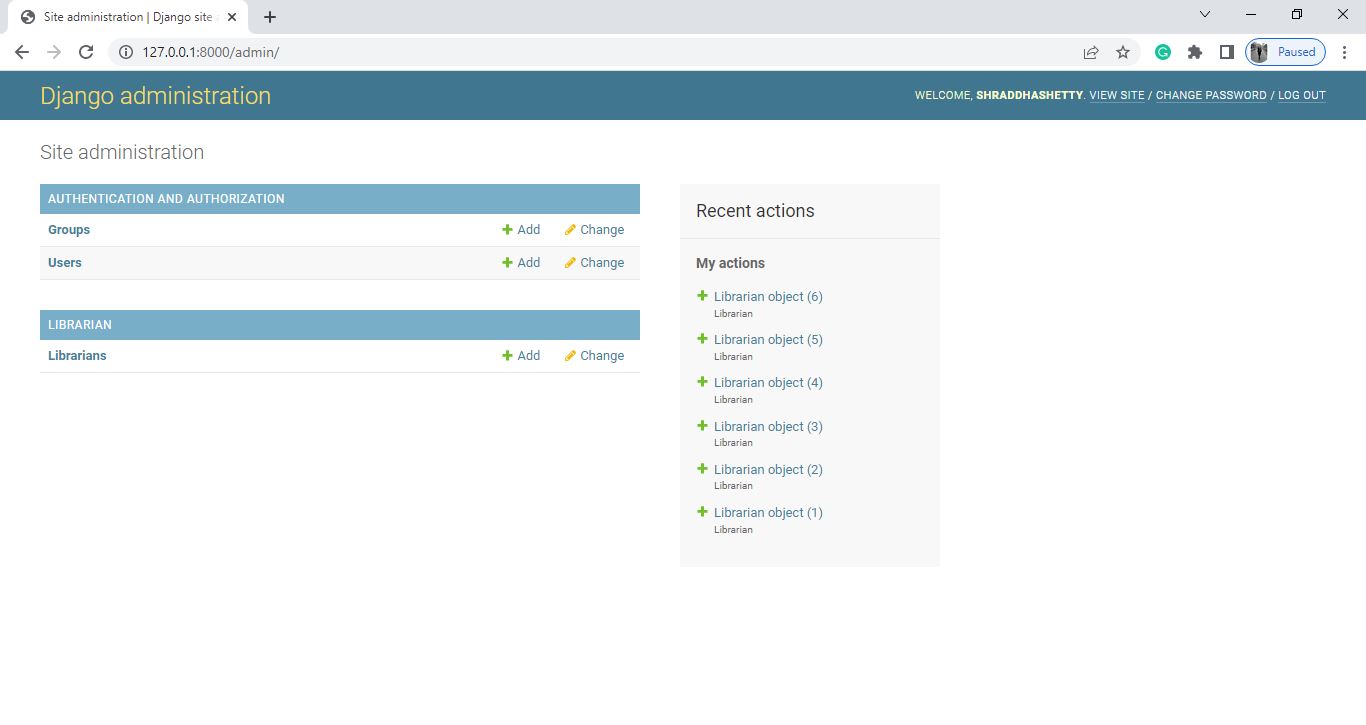 Site administration | Django site
127.0.0.1:8000/admin/
Paused
Django administration
WELCOME, SHRADDHASHETTY. VIEW SITE / CHANGE PASSWORD / LOG OUT
Site administration
AUTHENTICATION AND AUTHORIZATION
Groups Add Change
Users Add Change
LIBRARIAN
Librarians Add Change
Recent actions
My actions
Librarian object (6)
Librarian
Librarian object (5)
Librarian
Librarian object (4)
Librarian
Librarian object (3)
Librarian
Librarian object (2)
Librarian
Librarian object (1)
Librarian